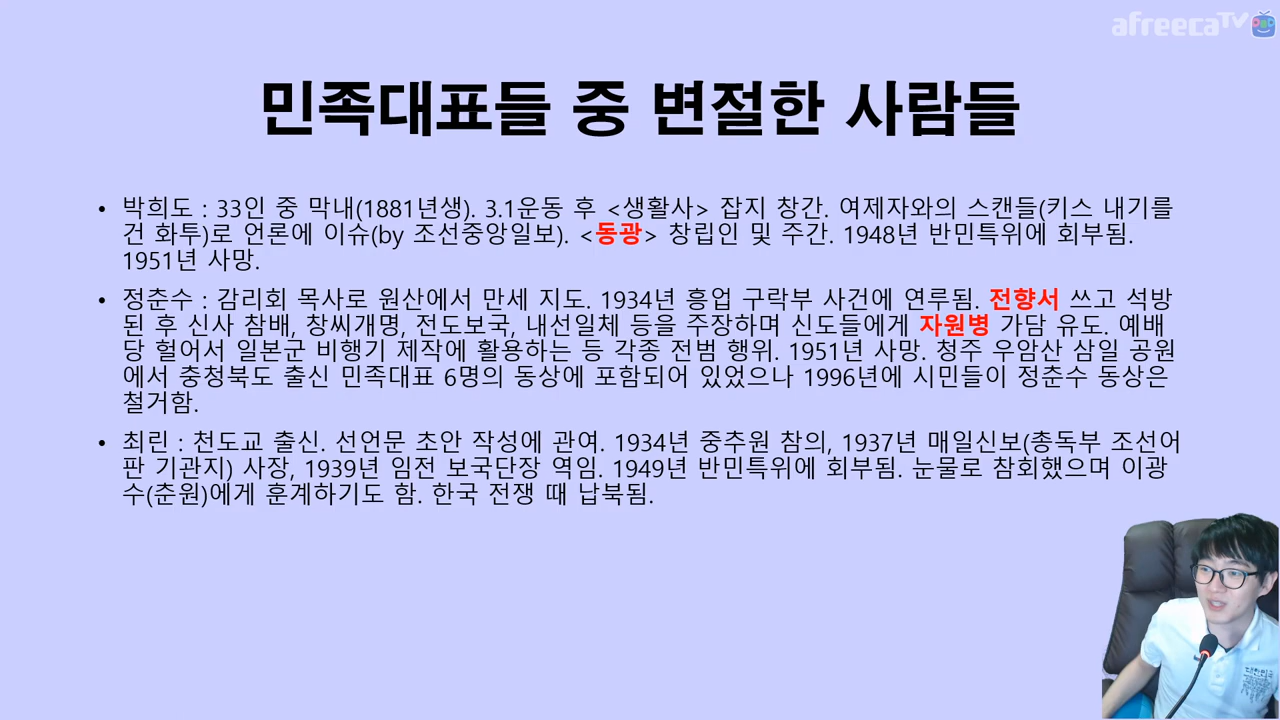 afreecaTV
민족대표들 중 변절한 사람들
• 박희도 : 33인 중 막내(1881년생). 3.1운동 후 <생활사> 잡지 창간. 여제자와의 스캔들(키스 내기를
건 화투)로 언론에 이슈(by 조선중앙일보). <동광> 창립인 및 주간. 1948년 반민특위에 회부됨.
1951년 사망.
• 정춘수 : 감리회 목사로 원산에서 만세 지도. 1934년 흥업 구락부 사건에 연루됨. 전향서 쓰고 석방
된 후 신사 참배, 창씨개명, 전도보국, 내선일체 등을 주장하며 신도들에게 자원병 가담 유도. 예배
당 헐어서 일본군 비행기 제작에 활용하는 등 각종 전범 행위. 1951년 사망. 청주 우암산 삼일 공원
에서 충청북도 출신 민족대표 6명의 동상에 포함되어 있었으나 1996년에 시민들이 정춘수 동상은
철거함.
• 최린 : 천도교 출신. 선언문 초안 작성에 관여. 1934년 중추원 참의, 1937년 매일신보(총독부 조선어
판 기관지) 사장, 1939년 임전 보국단장 역임. 1949년 반민특위에 회부됨. 눈물로 참회했으며 이광
수(춘원)에게 훈계하기도 함. 한국 전쟁 때 납북됨.
대한민국